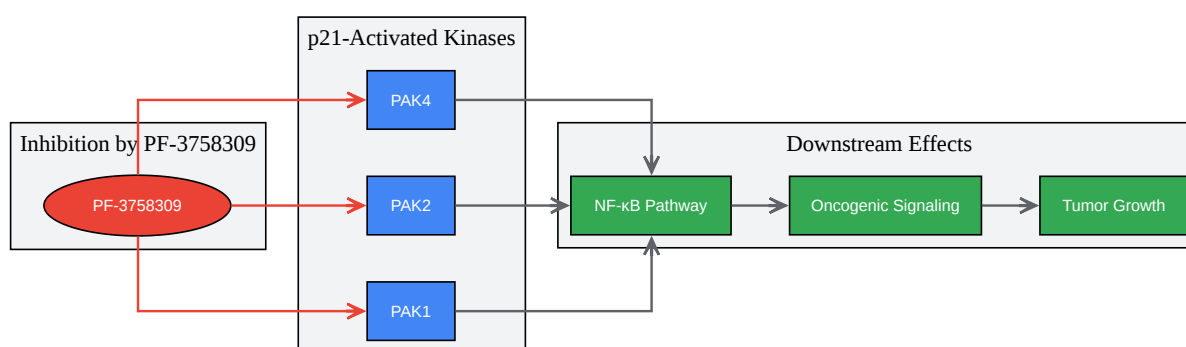 p21-Activated Kinases
PAK4
Inhibition by PF-3758309
PF-3758309
PAK2
PAK1
Downstream Effects
NF-κB Pathway
Oncogenic Signaling
Tumor Growth